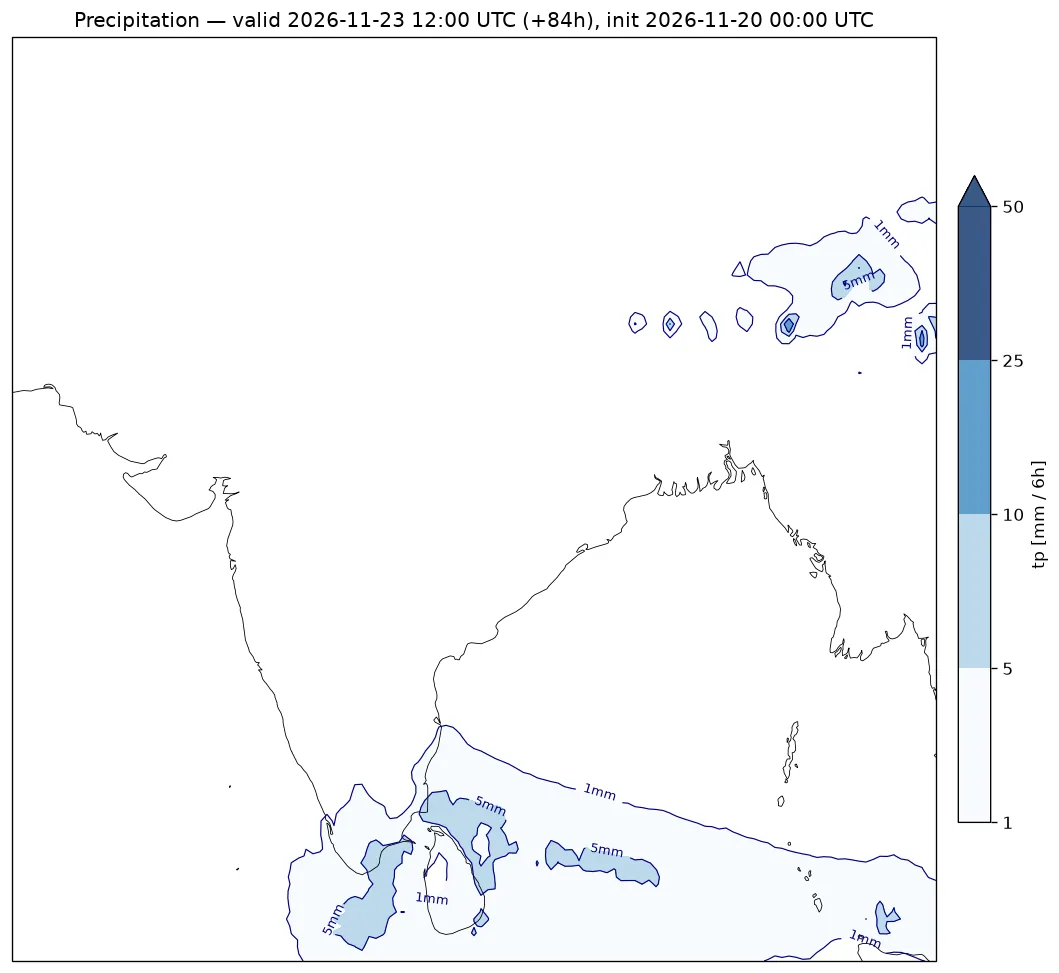 Precipitation — valid 2026-11-23 12:00 UTC (+84h), init 2026-11-20 00:00 UTC
1mm
5mm
1mm
50
25
10
5
1
tp [mm / 6h]
1mm
5mm
5mm
1mm
5mm
1mm